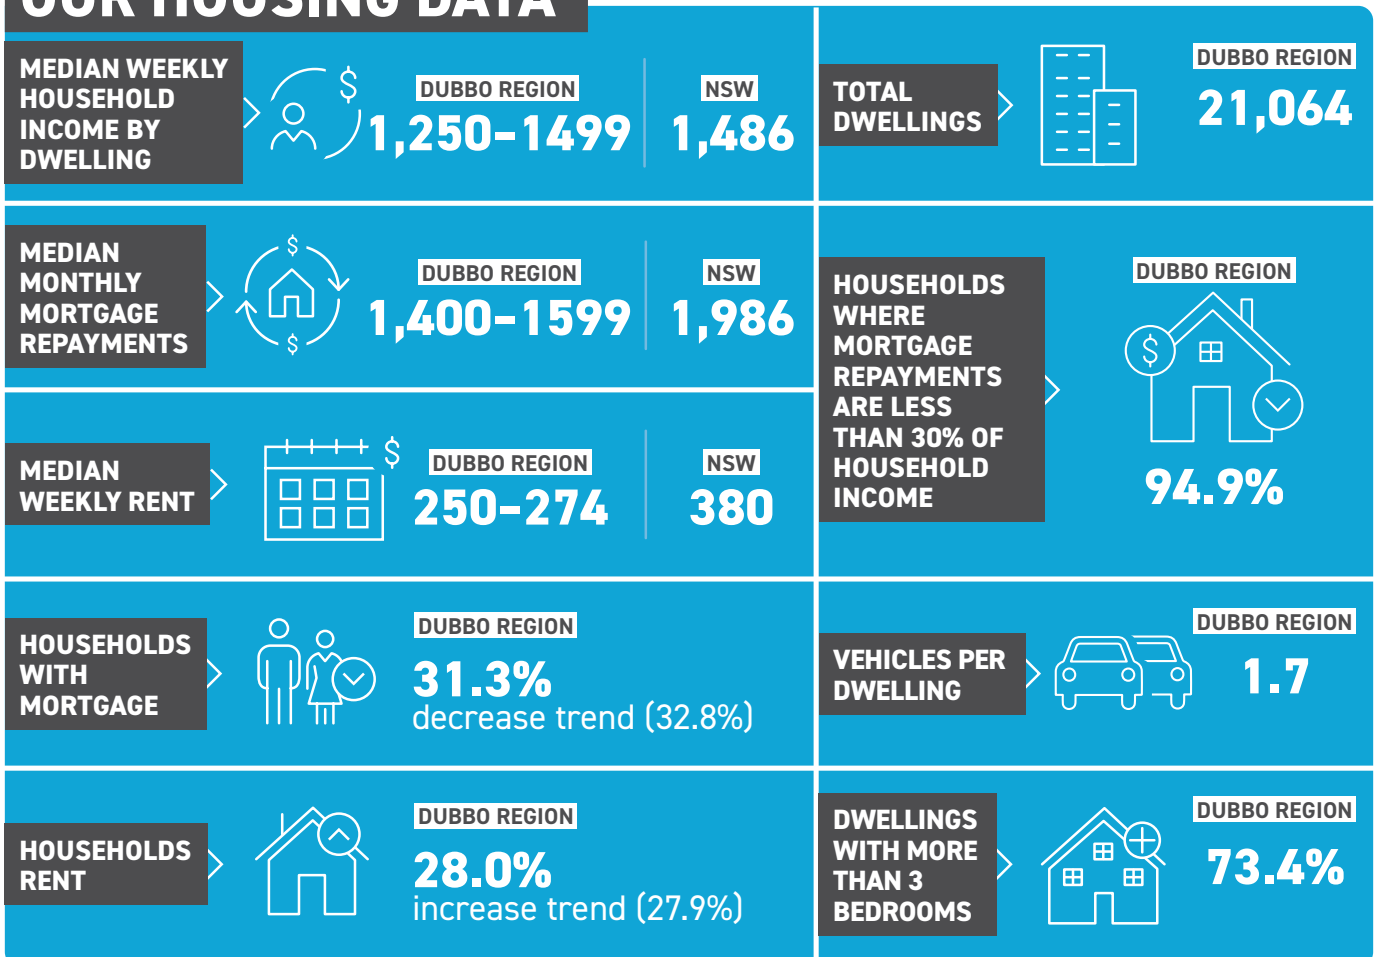 OUR HOUSING DATA
MEDIAN WEEKLY
HOUSEHOLD
INCOME BY
DWELLING
$
DUBBO REGION
1,250–1499
NSW
1,486
MEDIAN
MONTHLY
MORTGAGE
REPAYMENTS
$
$
DUBBO REGION
1,400–1599
NSW
1,986
MEDIAN
WEEKLY RENT
$
DUBBO REGION
250–274
NSW
380
HOUSEHOLDS
WITH
MORTGAGE
DUBBO REGION
31.3%
decrease trend (32.8%)
HOUSEHOLDS
RENT
DUBBO REGION
28.0%
increase trend (27.9%)
TOTAL
DWELLINGS
DUBBO REGION
21,064
HOUSEHOLDS
WHERE
MORTGAGE
REPAYMENTS
ARE LESS
THAN 30% OF
HOUSEHOLD
INCOME
DUBBO REGION
$
94.9%
VEHICLES PER
DWELLING
DUBBO REGION
1.7
DWELLINGS
WITH MORE
THAN 3
BEDROOMS
DUBBO REGION
73.4%